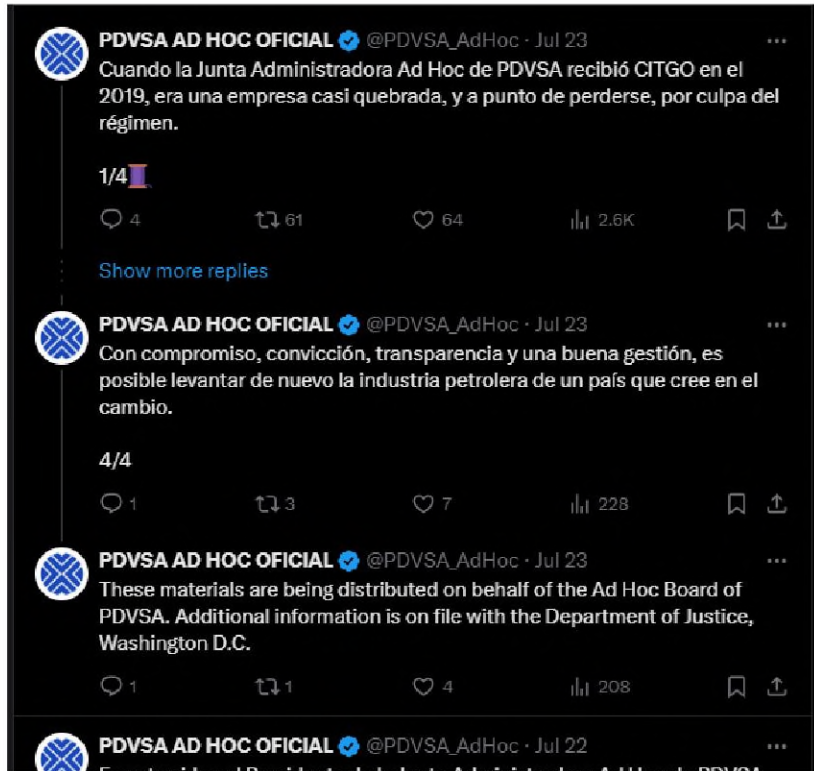 PDVSA AD HOC OFICIAL @PDVSA_AdHoc · Jul 23
Cuando la Junta Administradora Ad Hoc de PDVSA recibió CITGO en el
2019, era una empresa casi quebrada, y a punto de perderse, por culpa del
régimen.
1/4🧵
4 61 64 2.6K
Show more replies
PDVSA AD HOC OFICIAL @PDVSA_AdHoc · Jul 23
Con compromiso, convicción, transparencia y una buena gestión, es
posible levantar de nuevo la industria petrolera de un país que cree en el
cambio.
4/4
1 3 7 228
PDVSA AD HOC OFICIAL @PDVSA_AdHoc · Jul 23
These materials are being distributed on behalf of the Ad Hoc Board of
PDVSA. Additional information is on file with the Department of Justice,
Washington D.C.
1 1 4 208
PDVSA AD HOC OFICIAL @PDVSA_AdHoc · Jul 22